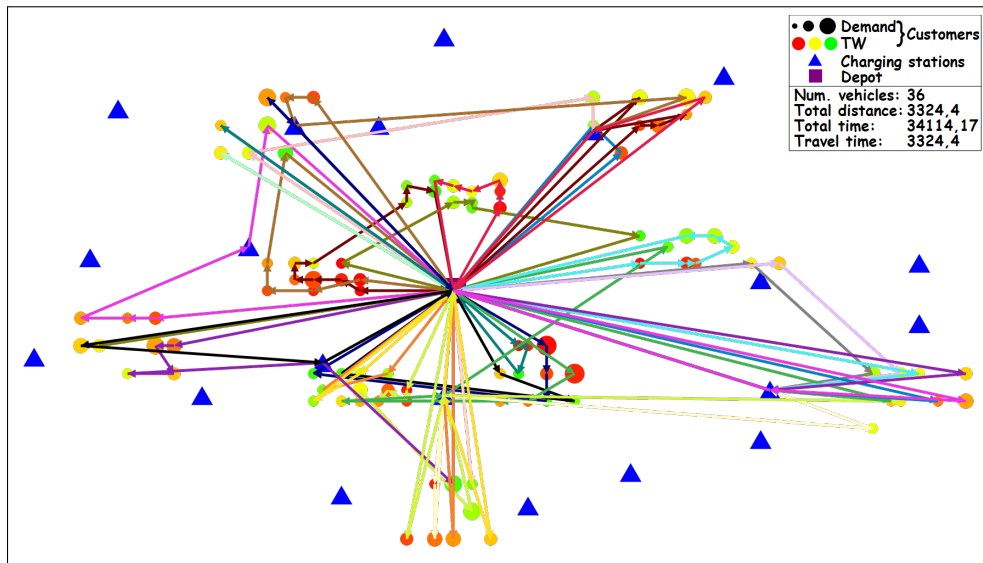 Demand
TW
}Customers
Charging stations
Depot
Num. vehicles: 36
Total distance: 3324,4
Total time: 34114,17
Travel time: 3324,4